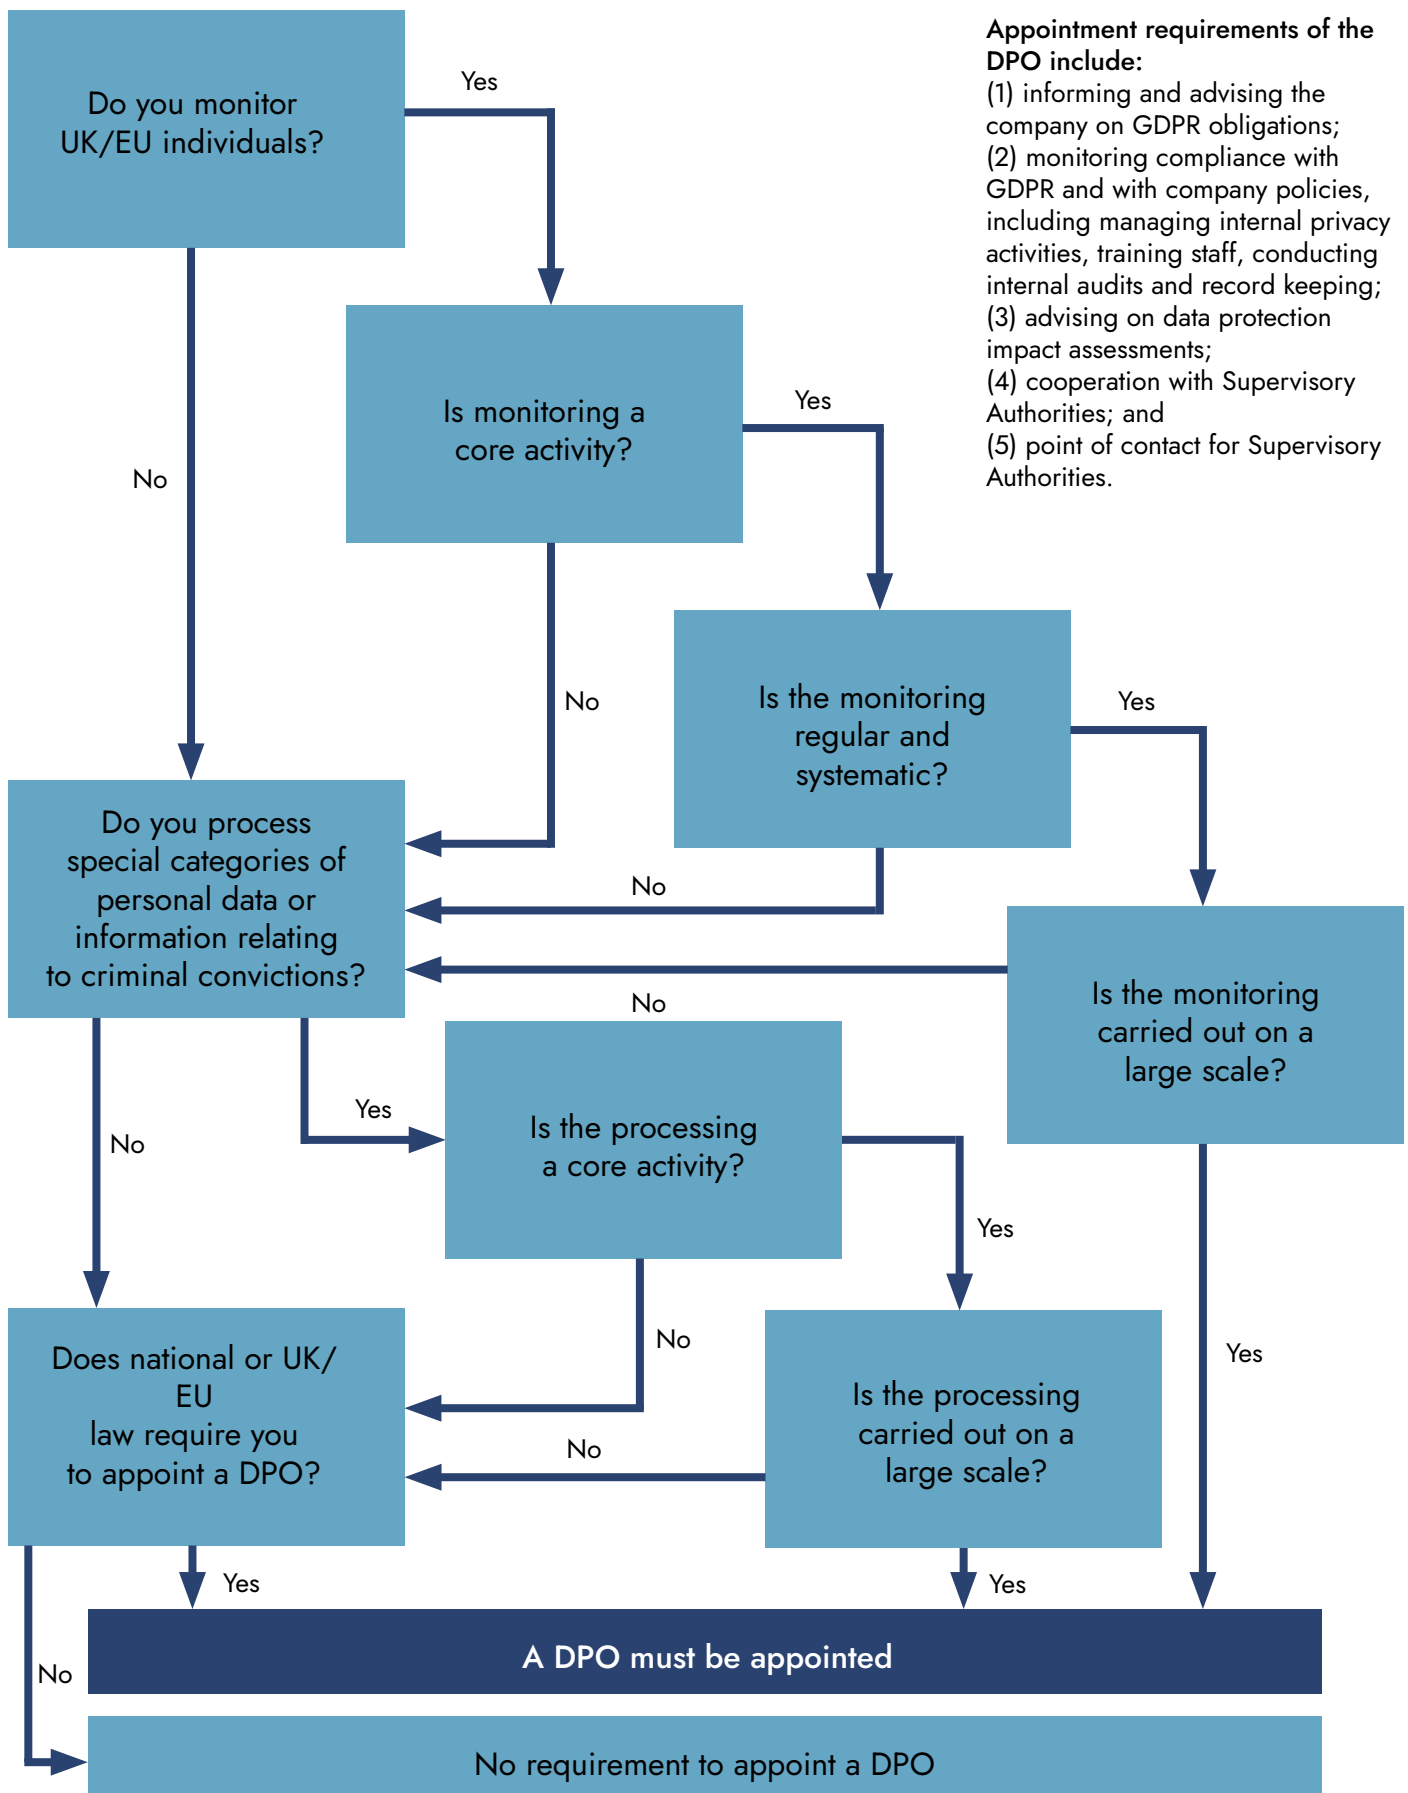 Do you monitor
UK/EU individuals?
Yes
Appointment requirements of the
DPO include:
(1) informing and advising the
company on GDPR obligations;
(2) monitoring compliance with
GDPR and with company policies,
including managing internal privacy
activities, training staff, conducting
internal audits and record keeping;
(3) advising on data protection
impact assessments;
(4) cooperation with Supervisory
Authorities; and
(5) point of contact for Supervisory
Authorities.
Is monitoring a
core activity?
Yes
No
No
Is the monitoring
regular and
systematic?
Yes
Do you process
special categories of
personal data or
information relating
to criminal convictions?
No
No
Is the monitoring
carried out on a
large scale?
Yes
No
Is the processing
a core activity?
Yes
No
Does national or UK/
EU
law require you
to appoint a DPO?
No
Is the processing
carried out on a
large scale?
Yes
Yes
Yes
A DPO must be appointed
No
No requirement to appoint a DPO